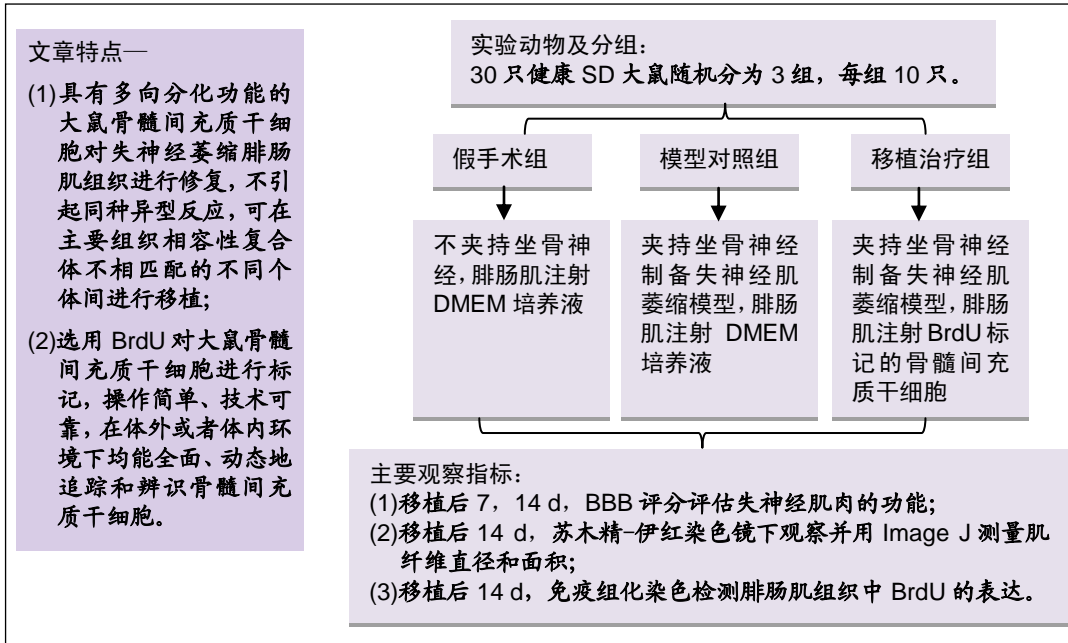 文章特点—
(1)具有多向分化功能的
大鼠骨髓间充质干细
胞对失神经萎缩腓肠
肌组织进行修复，不引
起同种异型反应，可在
主要组织相容性复合
体不相匹配的不同个
体间进行移植；
(2)选用 BrdU 对大鼠骨髓
间充质干细胞进行标
记，操作简单、技术可
靠，在体外或者体内环
境下均能全面、动态地
追踪和辨识骨髓间充
质干细胞。
实验动物及分组：
30 只健康 SD 大鼠随机分为 3 组，每组 10 只。
假手术组
模型对照组
移植治疗组
不夹持坐骨神
经，腓肠肌注射
DMEM 培养液
夹持坐骨神经
制备失神经肌
萎缩模型，腓肠
肌注射 DMEM
培养液
夹持坐骨神经
制备失神经肌
萎缩模型，腓肠
肌注射 BrdU 标
记的骨髓间充
质干细胞
主要观察指标：
(1)移植后 7，14 d，BBB 评分评估失神经肌肉的功能；
(2)移植后 14 d，苏木精-伊红染色镜下观察并用 Image J 测量肌
纤维直径和面积；
(3)移植后 14 d，免疫组化染色检测腓肠肌组织中 BrdU 的表达。